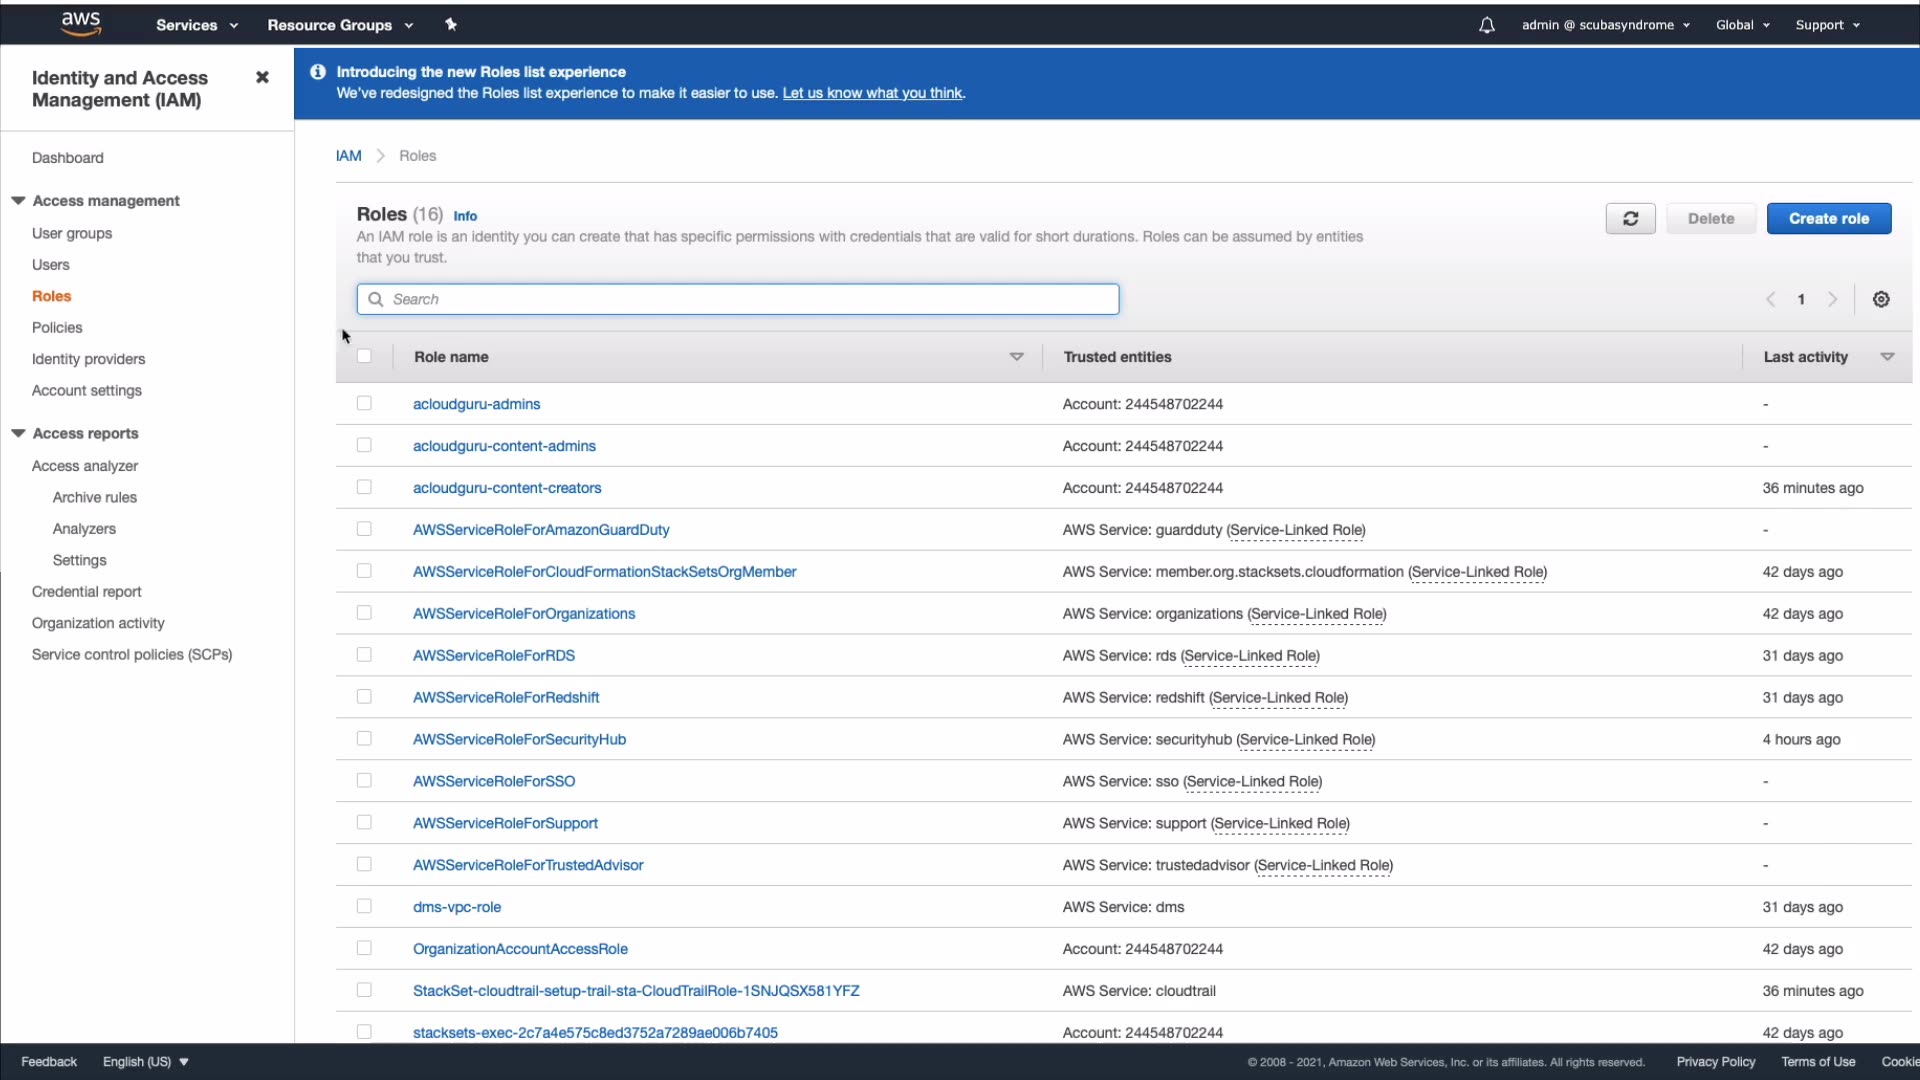 aws
Services
Resource Groups
admin @ scubasyndrome
Global
Support
Identity and Access
Management (IAM)
Dashboard
Access management
User groups
Users
Roles
Policies
Identity providers
Account settings
Access reports
Access analyzer
Archive rules
Analyzers
Settings
Credential report
Organization activity
Service control policies (SCPs)
Introducing the new Roles list experience
We've redesigned the Roles list experience to make it easier to use. Let us know what you think.
IAM > Roles
Roles (16) Info
An IAM role is an identity you can create that has specific permissions with credentials that are valid for short durations. Roles can be assumed by entities
that you trust.
Delete
Create role
Search
1
Role name Trusted entities Last activity
acloudguru-admins Account: 244548702244 -
acloudguru-content-admins Account: 244548702244 -
acloudguru-content-creators Account: 244548702244 36 minutes ago
AWSServiceRoleForAmazonGuardDuty AWS Service: guardduty (Service-Linked Role) -
AWSServiceRoleForCloudFormationStackSetsOrgMember AWS Service: member.org.stacksets.cloudformation (Service-Linked Role) 42 days ago
AWSServiceRoleForOrganizations AWS Service: organizations (Service-Linked Role) 42 days ago
AWSServiceRoleForRDS AWS Service: rds (Service-Linked Role) 31 days ago
AWSServiceRoleForRedshift AWS Service: redshift (Service-Linked Role) 31 days ago
AWSServiceRoleForSecurityHub AWS Service: securityhub (Service-Linked Role) 4 hours ago
AWSServiceRoleForSSO AWS Service: sso (Service-Linked Role) -
AWSServiceRoleForSupport AWS Service: support (Service-Linked Role) -
AWSServiceRoleForTrustedAdvisor AWS Service: trustedadvisor (Service-Linked Role) -
dms-vpc-role AWS Service: dms 31 days ago
OrganizationAccountAccessRole Account: 244548702244 42 days ago
StackSet-cloudtrail-setup-trail-sta-CloudTrailRole-1SNJQSX581YFZ AWS Service: cloudtrail 36 minutes ago
stacksets-exec-2c7a4e575c8ed3752a7289ae006b7405 Account: 244548702244 42 days ago
Feedback English (US) © 2008 - 2021, Amazon Web Services, Inc. or its affiliates. All rights reserved. Privacy Policy Terms of Use Cookie